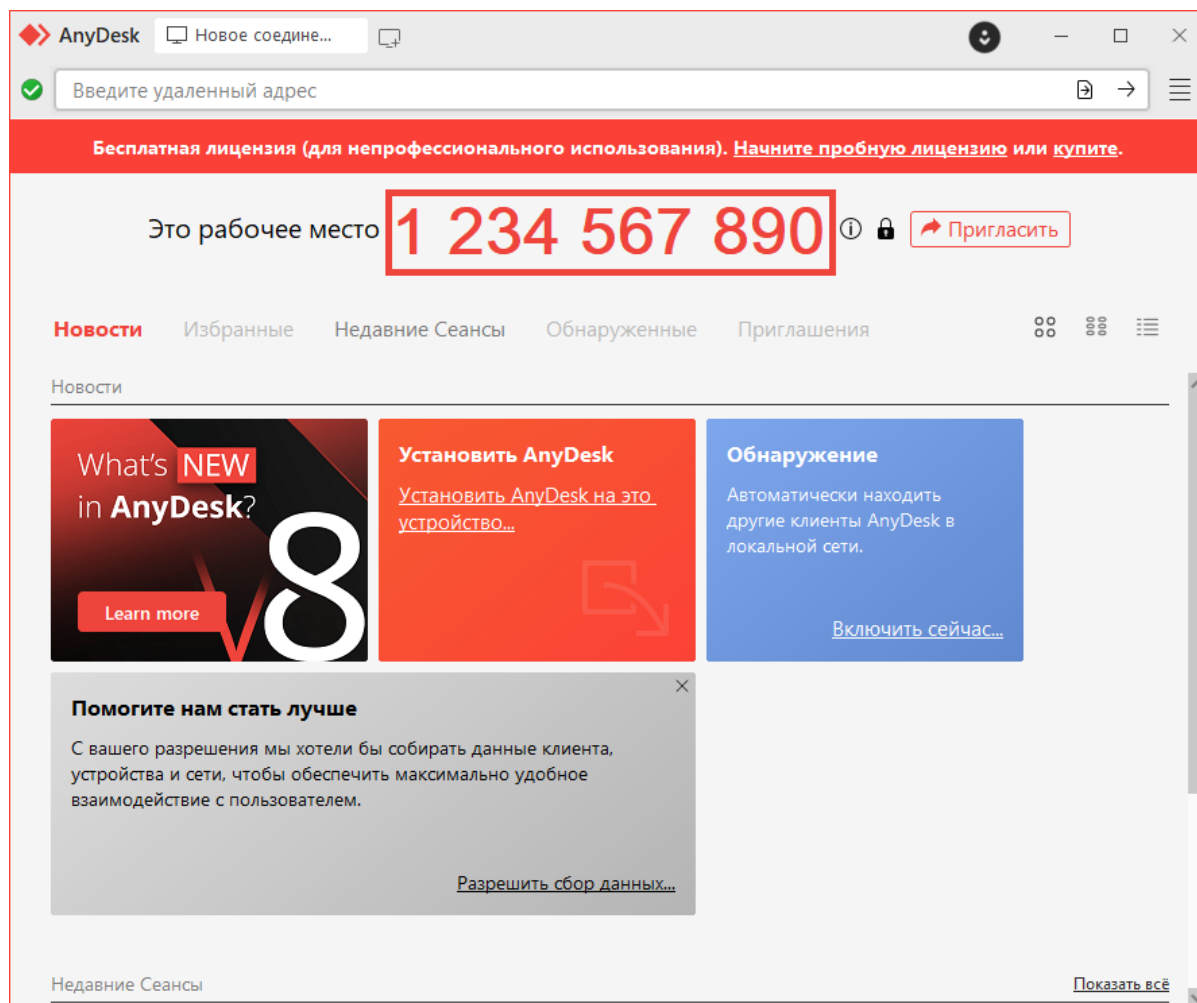 AnyDesk Новое соедине...
Введите удаленный адрес
Бесплатная лицензия (для непрофессионального использования). Начните пробную лицензию или купите.
Это рабочее место 1 234 567 890 Пригласить
Новости Избранные Недавние Сеансы Обнаруженные Приглашения
Новости
What's NEW
in AnyDesk?
V8
Learn more
Установить AnyDesk
Установить AnyDesk на это
устройство...
Обнаружение
Автоматически находить
другие клиенты AnyDesk в
локальной сети.
Включить сейчас...
Помогите нам стать лучше
С вашего разрешения мы хотели бы собирать данные клиента,
устройства и сети, чтобы обеспечить максимально удобное
взаимодействие с пользователем.
Разрешить сбор данных...
Недавние Сеансы Показать всё